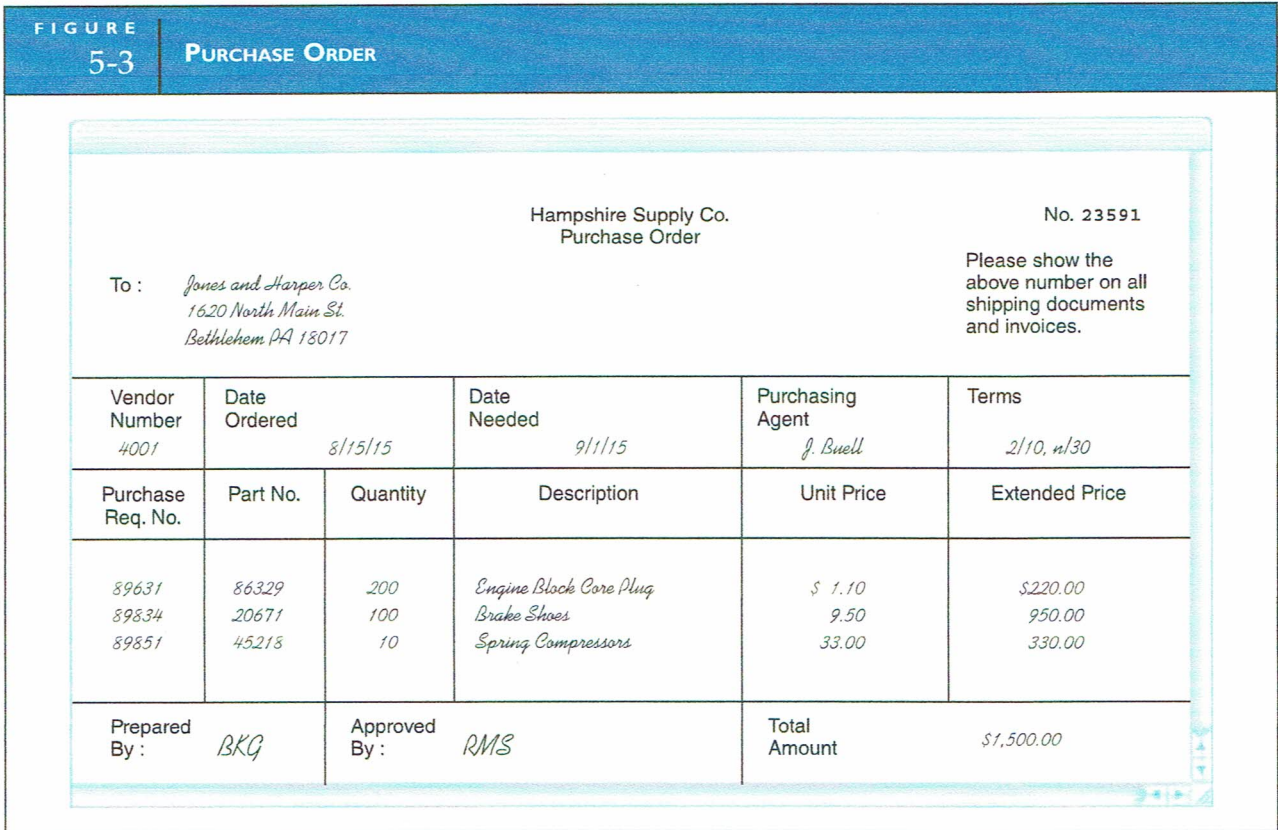 FIGURE
5-3 PURCHASE ORDER
Hampshire Supply Co.
Purchase Order
No. 23591
Please show the
above number on all
shipping documents
and invoices.
To : Jones and Harper Co.
1620 North Main St.
Bethlehem PA 18017
Vendor Number 4001
Date Ordered 8/15/15
Date Needed 9/1/15
Purchasing Agent J. Buell
Terms 2/10, n/30
Purchase Req. No. Part No. Quantity Description Unit Price Extended Price
89631 86329 200 Engine Block Core Plug $ 1.10 $220.00
89834 20671 100 Brake Shoes 9.50 950.00
89851 45218 10 Spring Compressors 33.00 330.00
Prepared By : BKG
Approved By : RMS
Total Amount $1,500.00